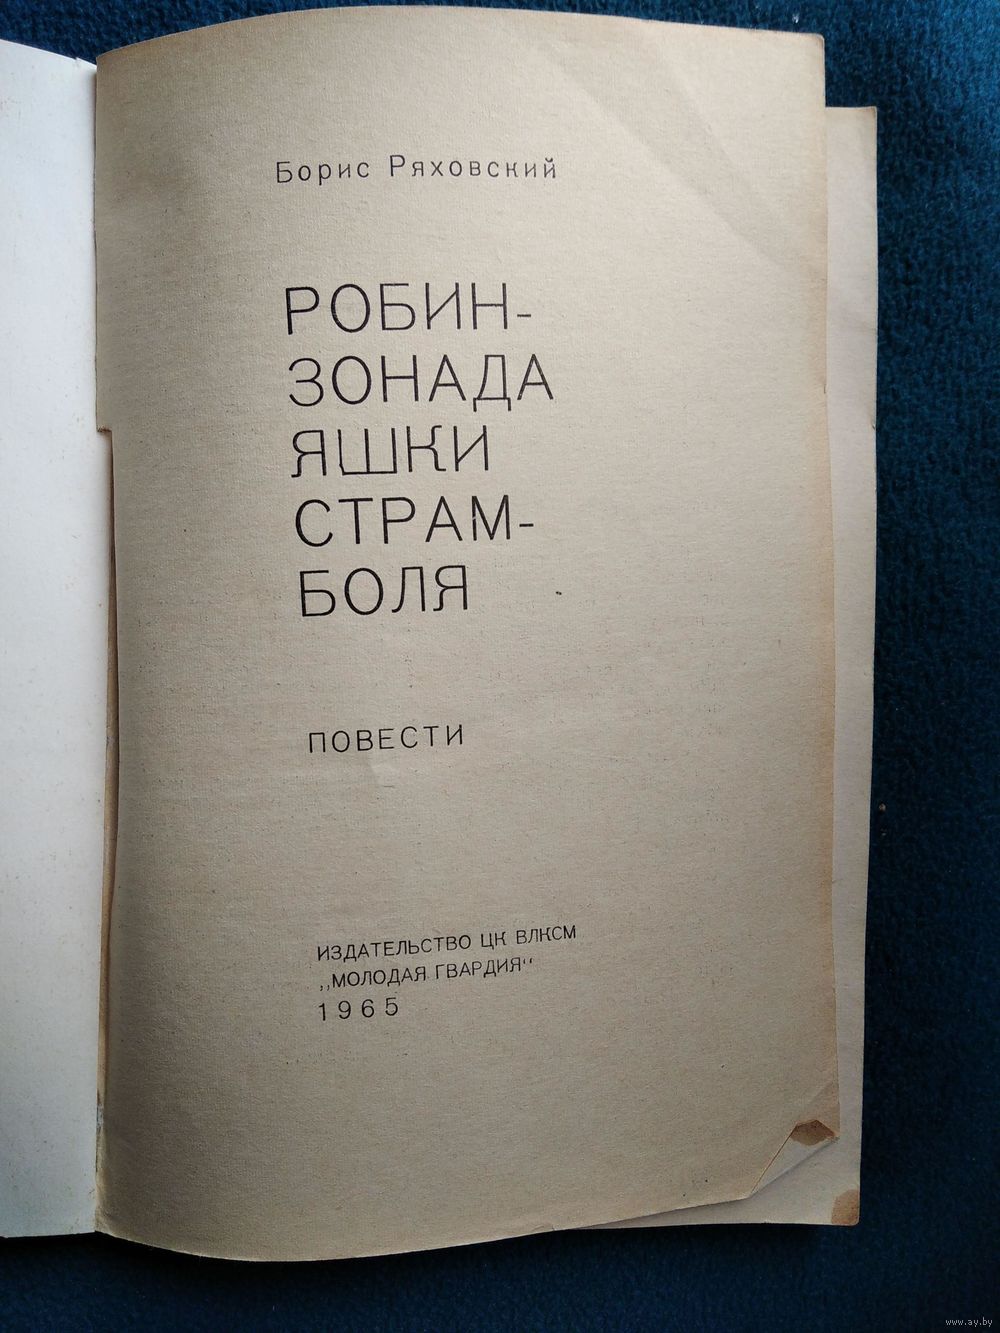 Борис Ряховский
РОБИН-
ЗОНАДА
ЯШКИ
СТРАМ-
БОЛЯ
ПОВЕСТИ
ИЗДАТЕЛЬСТВО ЦК ВЛКСМ
„МОЛОДАЯ ГВАРДИЯ“
1965
www.ay.by